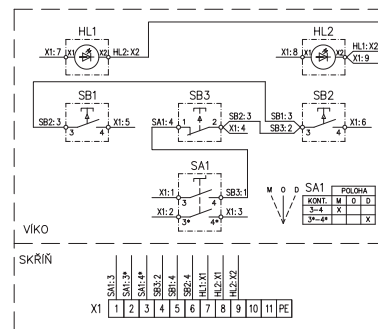 HL1
HL2
X1:7
X1
X2
HL2:X2
X1:8
X1
X2
HL1:X2
X1:9
SB1
SB3
SB2
SB2:3
3
4
X1:5
SA1:4
1
2
SB2:3
X1:4
SB1:3
SB3:2
3
4
X1:6
SA1
X1:1
3
4
SB3:1
X1:2
3*
4*
X1:3
M O D
SA1
POLOHA
KONT. M O D
3-4 X
3*-4* X
VÍKO
SKŘÍŇ
SA1:3
SA1:3*
SA1:4*
SB3:2
SB1:4
SB2:4
HL1:X1
HL2:X1
HL2:X2
X1 1 2 3 4 5 6 7 8 9 10 11 PE